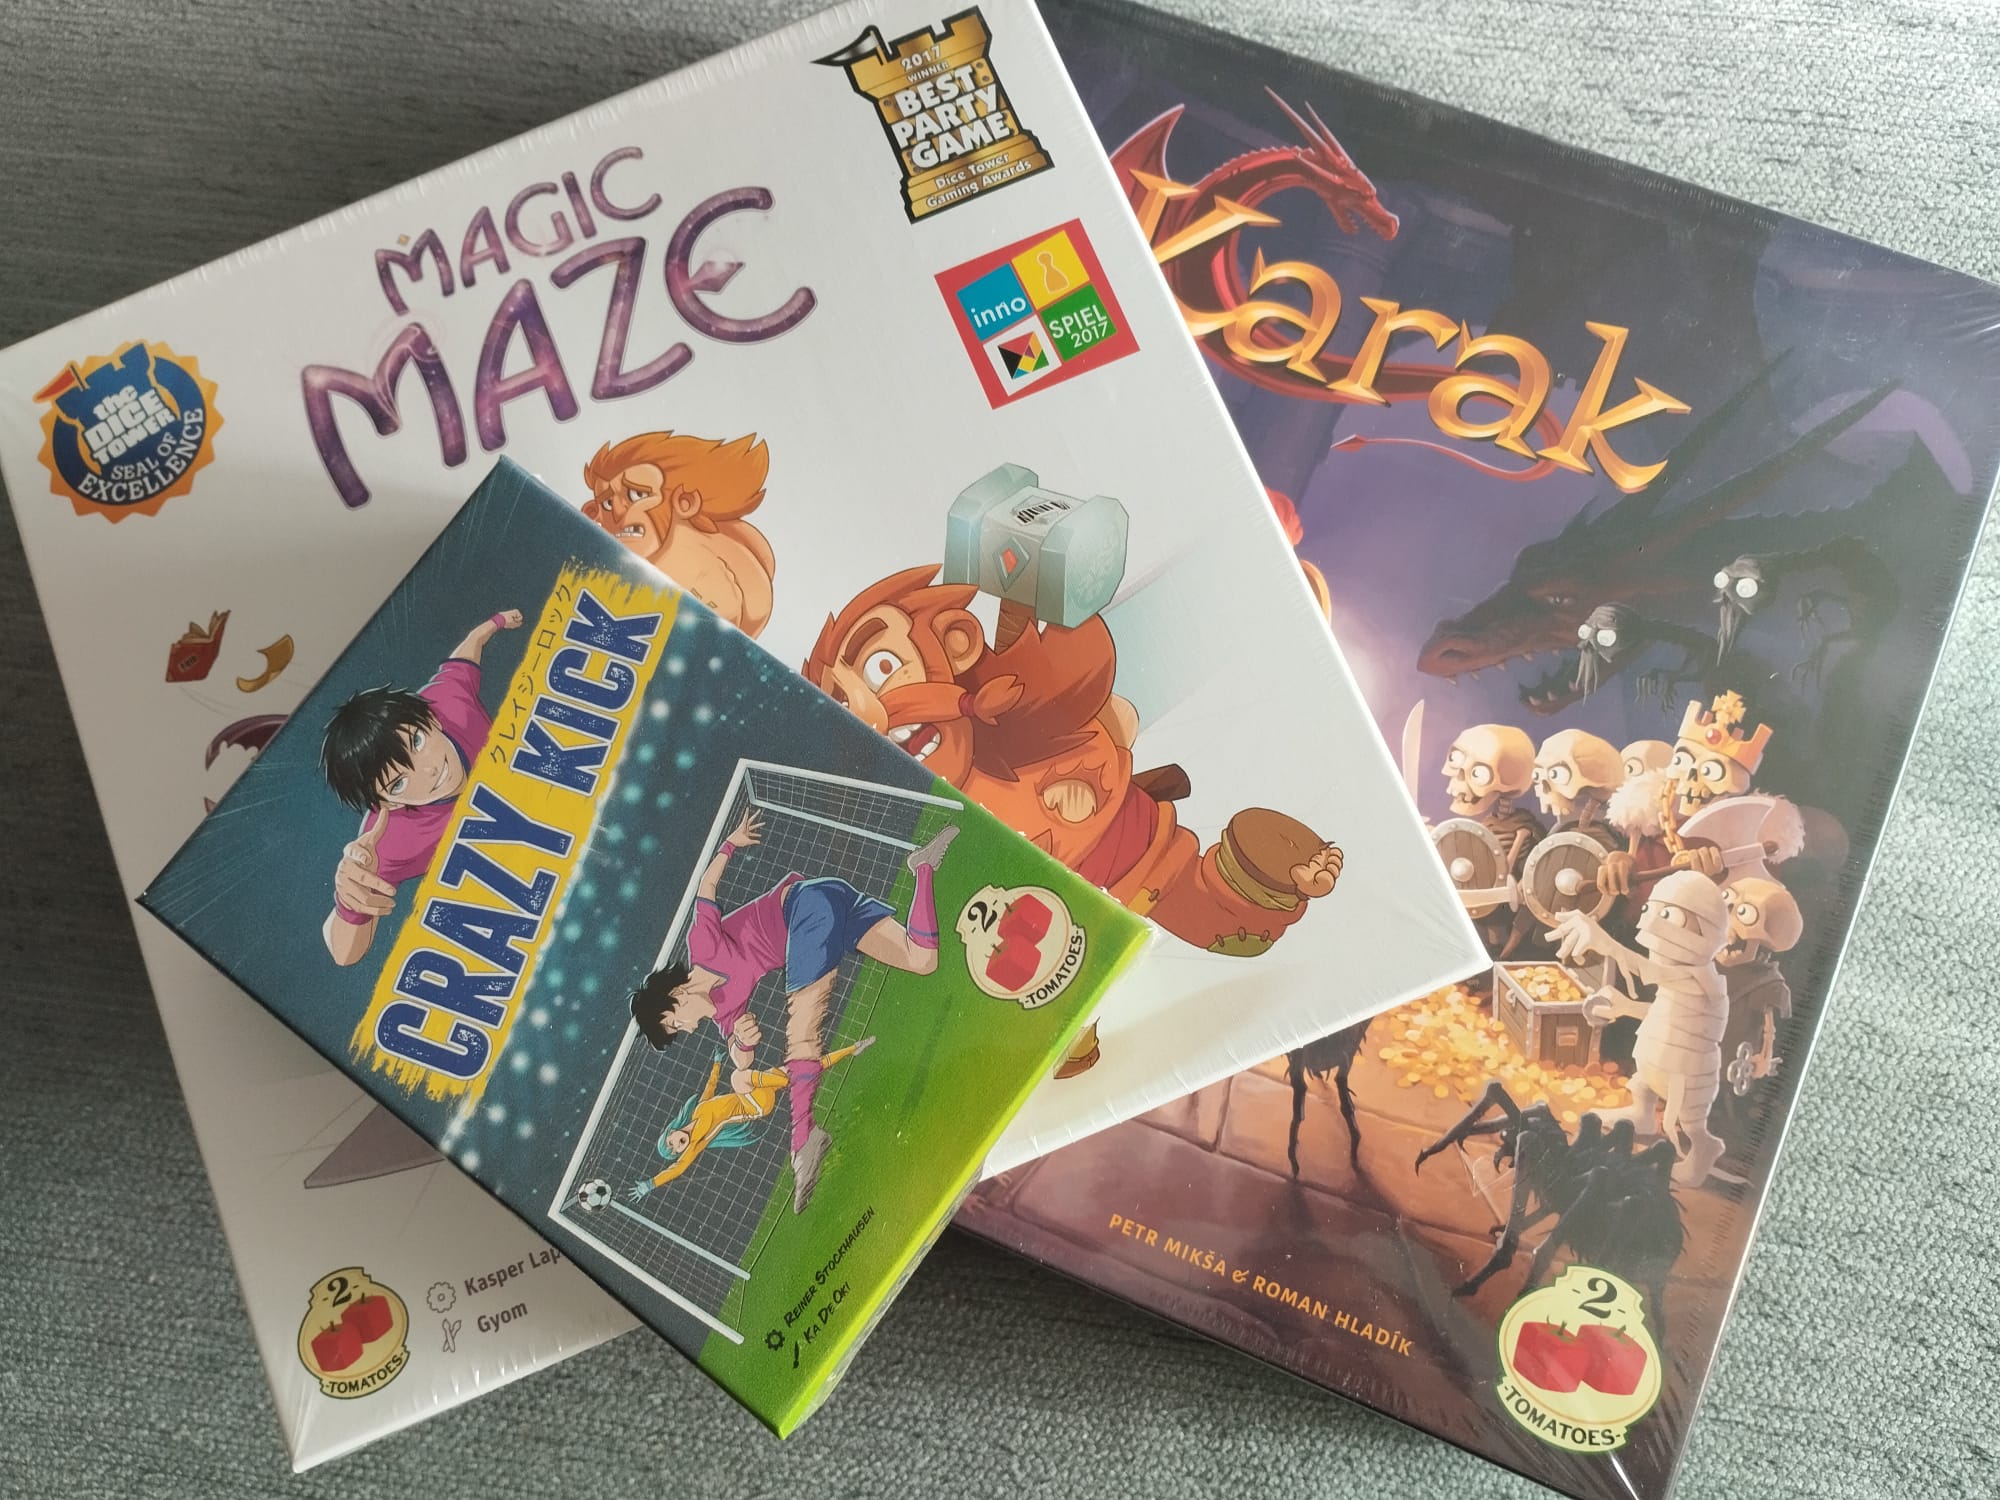 MAGIC
MAZE
the
DICE
TOWER
SEAL OF
EXCELLENCE
2017
WINNER
BEST
PARTY
GAME
Dice Tower
Gaming Awards
inno
SPIEL
2017
Kasper Lap
Gyom
2
TOMATOES
Karak
PETR MIKŠA & ROMAN HLADÍK
2
TOMATOES
クレイジーロック
CRAZY KICK
2
TOMATOES
REINER STOCKHAUSEN
KA DE OKI